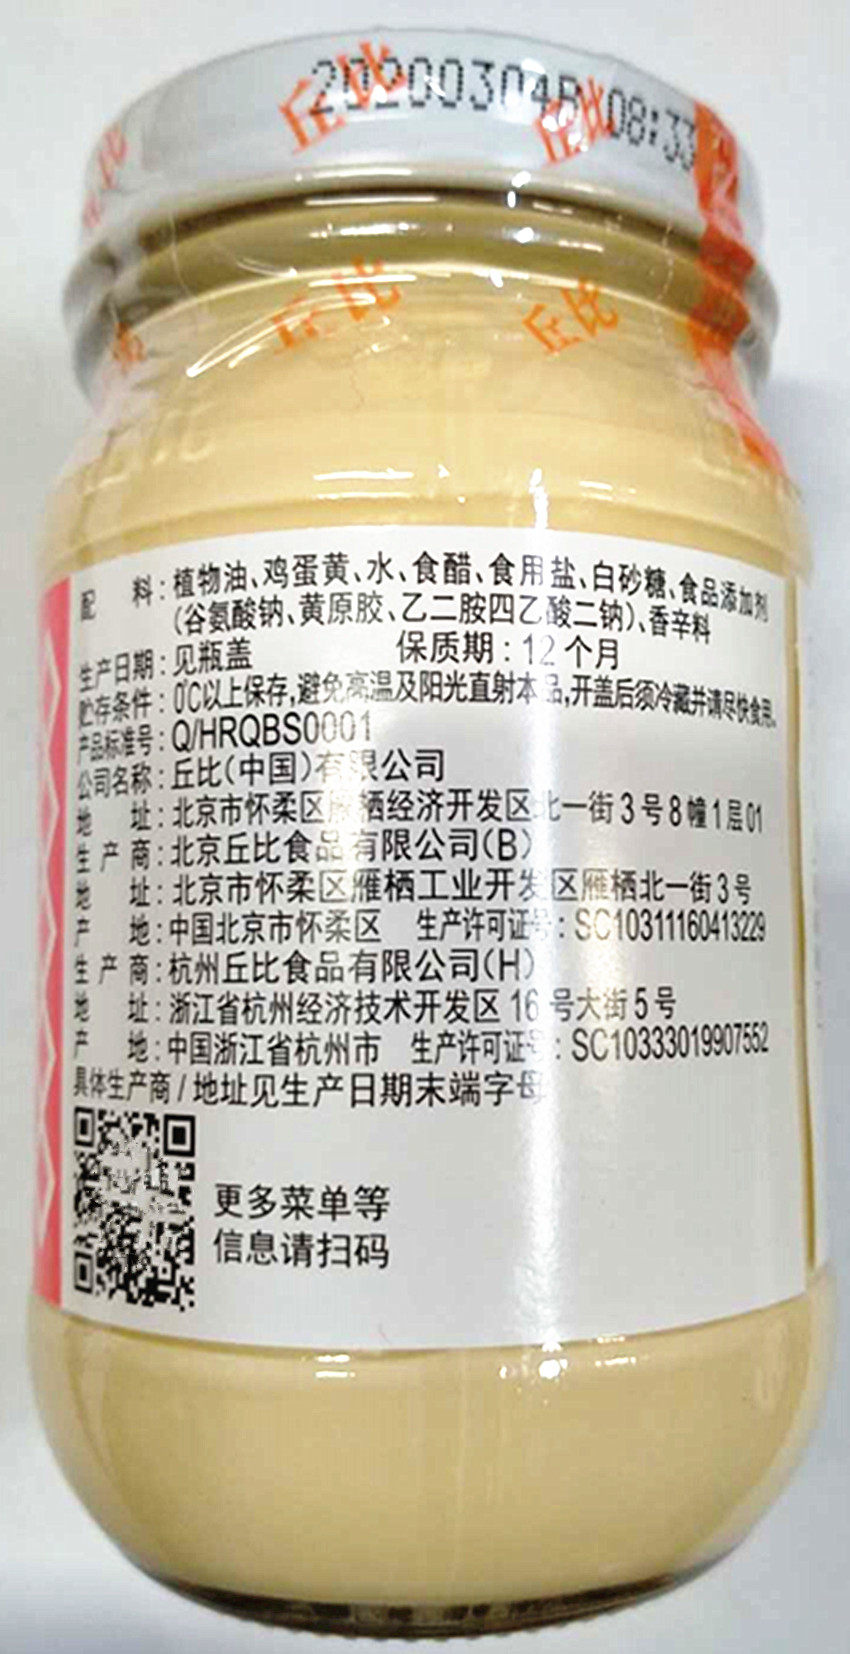 20200304B 08:33
丘比
丘比
丘比
丘比
配 料:植物油、鸡蛋黄、水、食醋、食用盐、白砂糖、食品添加剂
(谷氨酸钠、黄原胶、乙二胺四乙酸二钠)、香辛料
生产日期:见瓶盖 保质期:12个月
贮存条件:0℃以上保存,避免高温及阳光直射本品,开盖后须冷藏并请尽快食用。
产品标准号:Q/HRQBS0001
公司名称:丘比(中国)有限公司
地 址:北京市怀柔区雁栖经济开发区北一街3号8幢1层01
生产商:北京丘比食品有限公司(B)
地 址:北京市怀柔区雁栖工业开发区雁栖北一街3号
产 地:中国北京市怀柔区 生产许可证号:SC10311160413229
生产商:杭州丘比食品有限公司(H)
地 址:浙江省杭州经济技术开发区16号大街5号
产 地:中国浙江省杭州市 生产许可证号:SC10333019907552
具体生产商/地址见生产日期末端字母
更多菜单等
信息请扫码